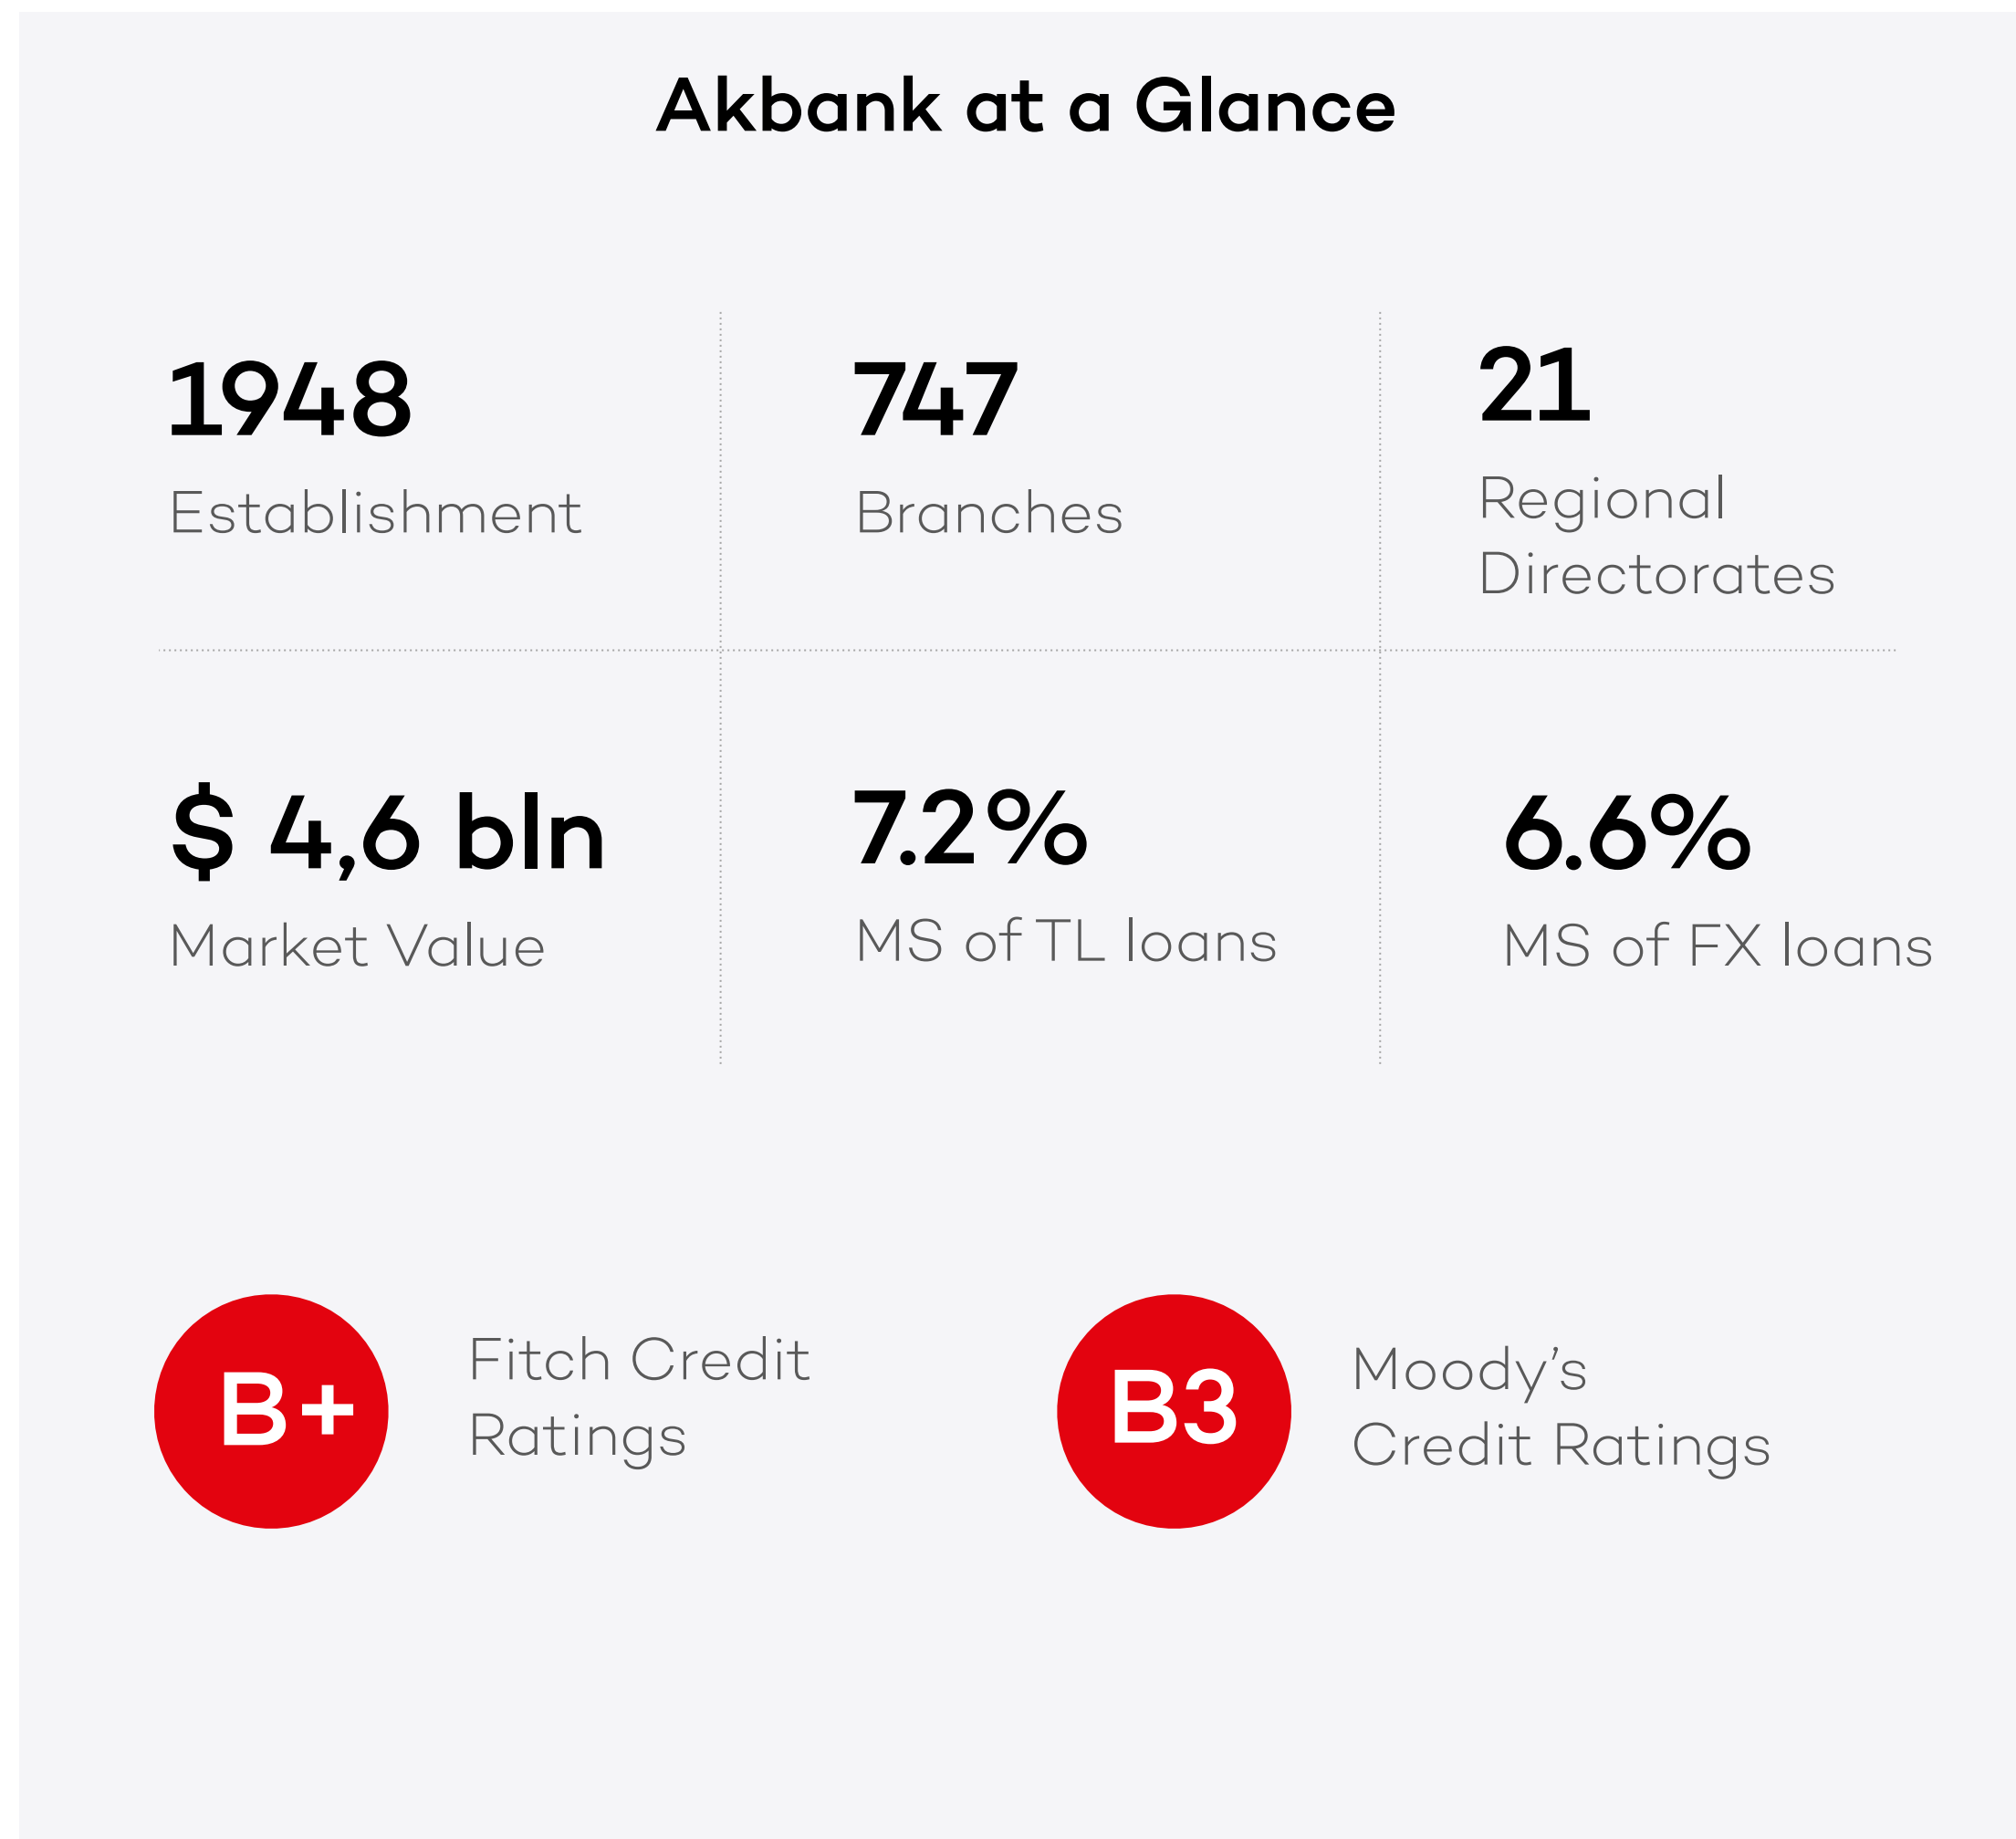 Akbank at a Glance
1948
Establishment
747
Branches
21
Regional
Directorates
$ 4,6 bln
Market Value
7.2%
MS of TL loans
6.6%
MS of FX loans
B+
Fitch Credit
Ratings
B3
Moody’s
Credit Ratings